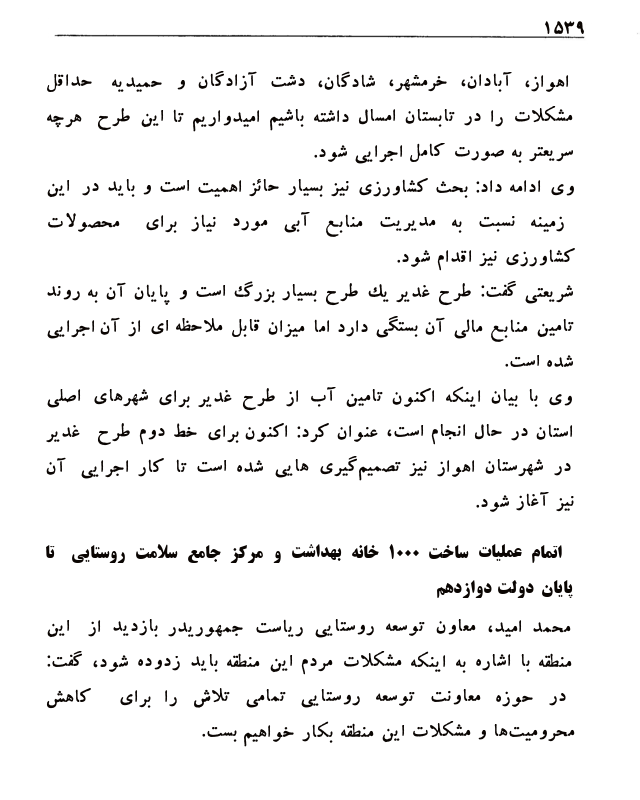 ۱۵۳۹
اهواز، آبادان، خرمشهر، شادگان، دشت آزادگان و حمیدیه حداقل
مشکلات را در تابستان امسال داشته باشیم امیدواریم تا این طرح هرچه
سریعتر به صورت کامل اجرایی شود.
وی ادامه داد: بحث کشاورزی نیز بسیار حائز اهمیت است و باید در این
زمینه نسبت به مدیریت منابع آبی مورد نیاز برای محصولات
کشاورزی نیز اقدام شود.
شریعتی گفت: طرح غدیر یك طرح بسیار بزرگ است و پایان آن به روند
تامین منابع مالی آن بستگی دارد اما میزان قابل ملاحظه ای از آن اجرایی
شده است.
وی با بیان اینکه اکنون تامین آب از طرح غدیر برای شهرهای اصلی
استان در حال انجام است، عنوان کرد: اکنون برای خط دوم طرح غدیر
در شهرستان اهواز نیز تصمیم‌گیری هایی شده است تا کار اجرایی آن
نیز آغاز شود.
اتمام عملیات ساخت ۱۰۰۰ خانه بهداشت و مرکز جامع سلامت روستایی تا
پایان دولت دوازدهم
محمد امید، معاون توسعه روستایی ریاست جمهوریدر بازدید از این
منطقه با اشاره به اینکه مشکلات مردم این منطقه باید زدوده شود، گفت:
در حوزه معاونت توسعه روستایی تمامی تلاش را برای کاهش
محرومیت‌ها و مشکلات این منطقه بکار خواهیم بست.